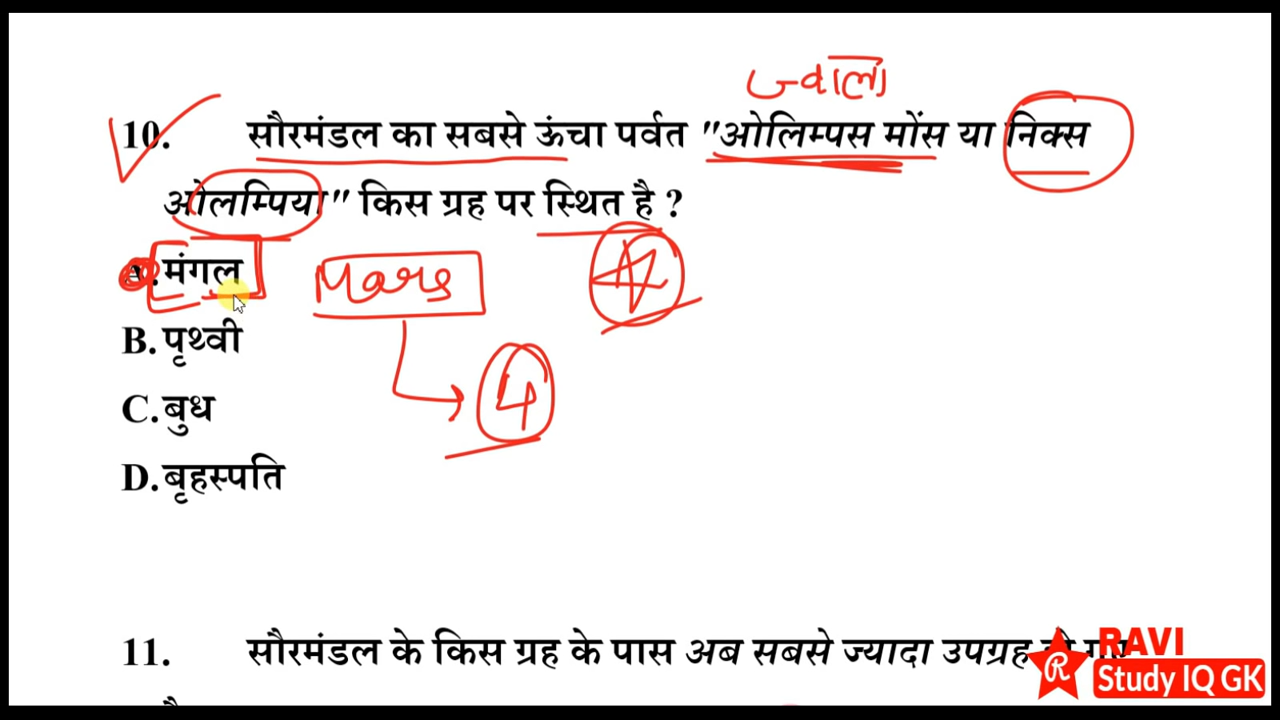 ज्वाला
10. सौरमंडल का सबसे ऊंचा पर्वत "ओलिम्पस मोंस या निक्स
ओलम्पिया" किस ग्रह पर स्थित है ?
A. मंगल
Mars
B. पृथ्वी
4
C. बुध
D. बृहस्पति
11. सौरमंडल के किस ग्रह के पास अब सबसे ज्यादा उपग्रह
RAVI
Study IQ GK